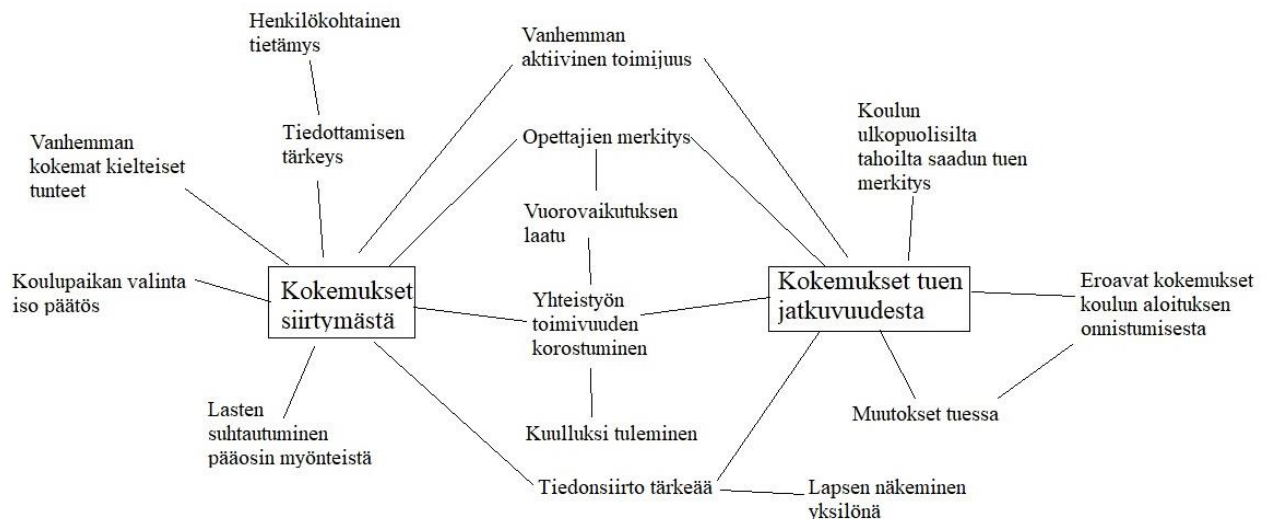 Henkilökohtainen
tietämys
Vanhemman
aktiivinen toimijuus
Koulun
ulkopuolisilta
tahoilta saadun tuen
merkitys
Tiedottamisen
tärkeys
Opettajien merkitys
Vanhemman
kokemat kielteiset
tunteet
Vuorovaikutuksen
laatu
Koulupaikan valinta
iso päätös
Kokemukset
siirtymästä
Yhteistyön
toimivuuden
korostuminen
Kokemukset tuen
jatkuvuudesta
Eroavat kokemukset
koulun aloituksen
onnistumisesta
Lasten
suhtautuminen
pääosin myönteistä
Kuulluksi tuleminen
Muutokset tuessa
Tiedonsiirto tärkeää
Lapsen näkeminen
yksilönä